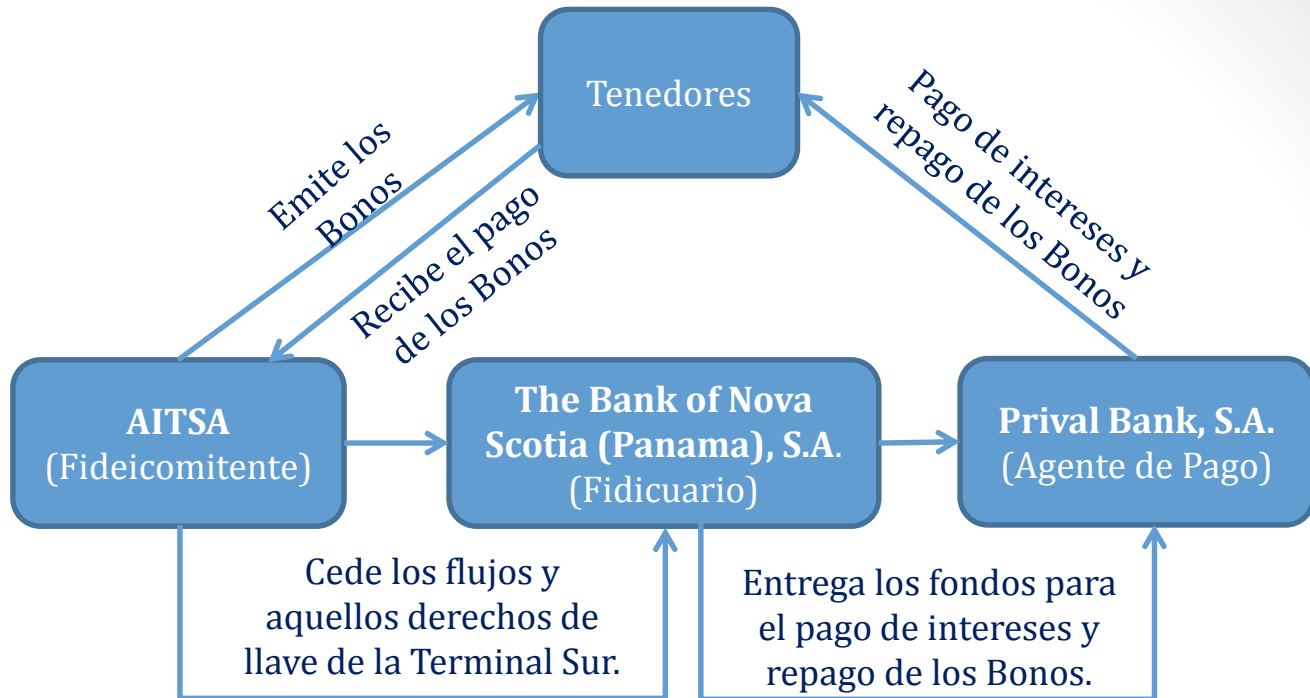 Tenedores
Emite los
Bonos
Recibe el pago
de los Bonos
Pago de intereses y
repago de los Bonos
AITSA
(Fideicomitente)
The Bank of Nova
Scotia (Panama), S.A.
(Fidicuario)
Prival Bank, S.A.
(Agente de Pago)
Cede los flujos y
aquellos derechos de
llave de la Terminal Sur.
Entrega los fondos para
el pago de intereses y
repago de los Bonos.